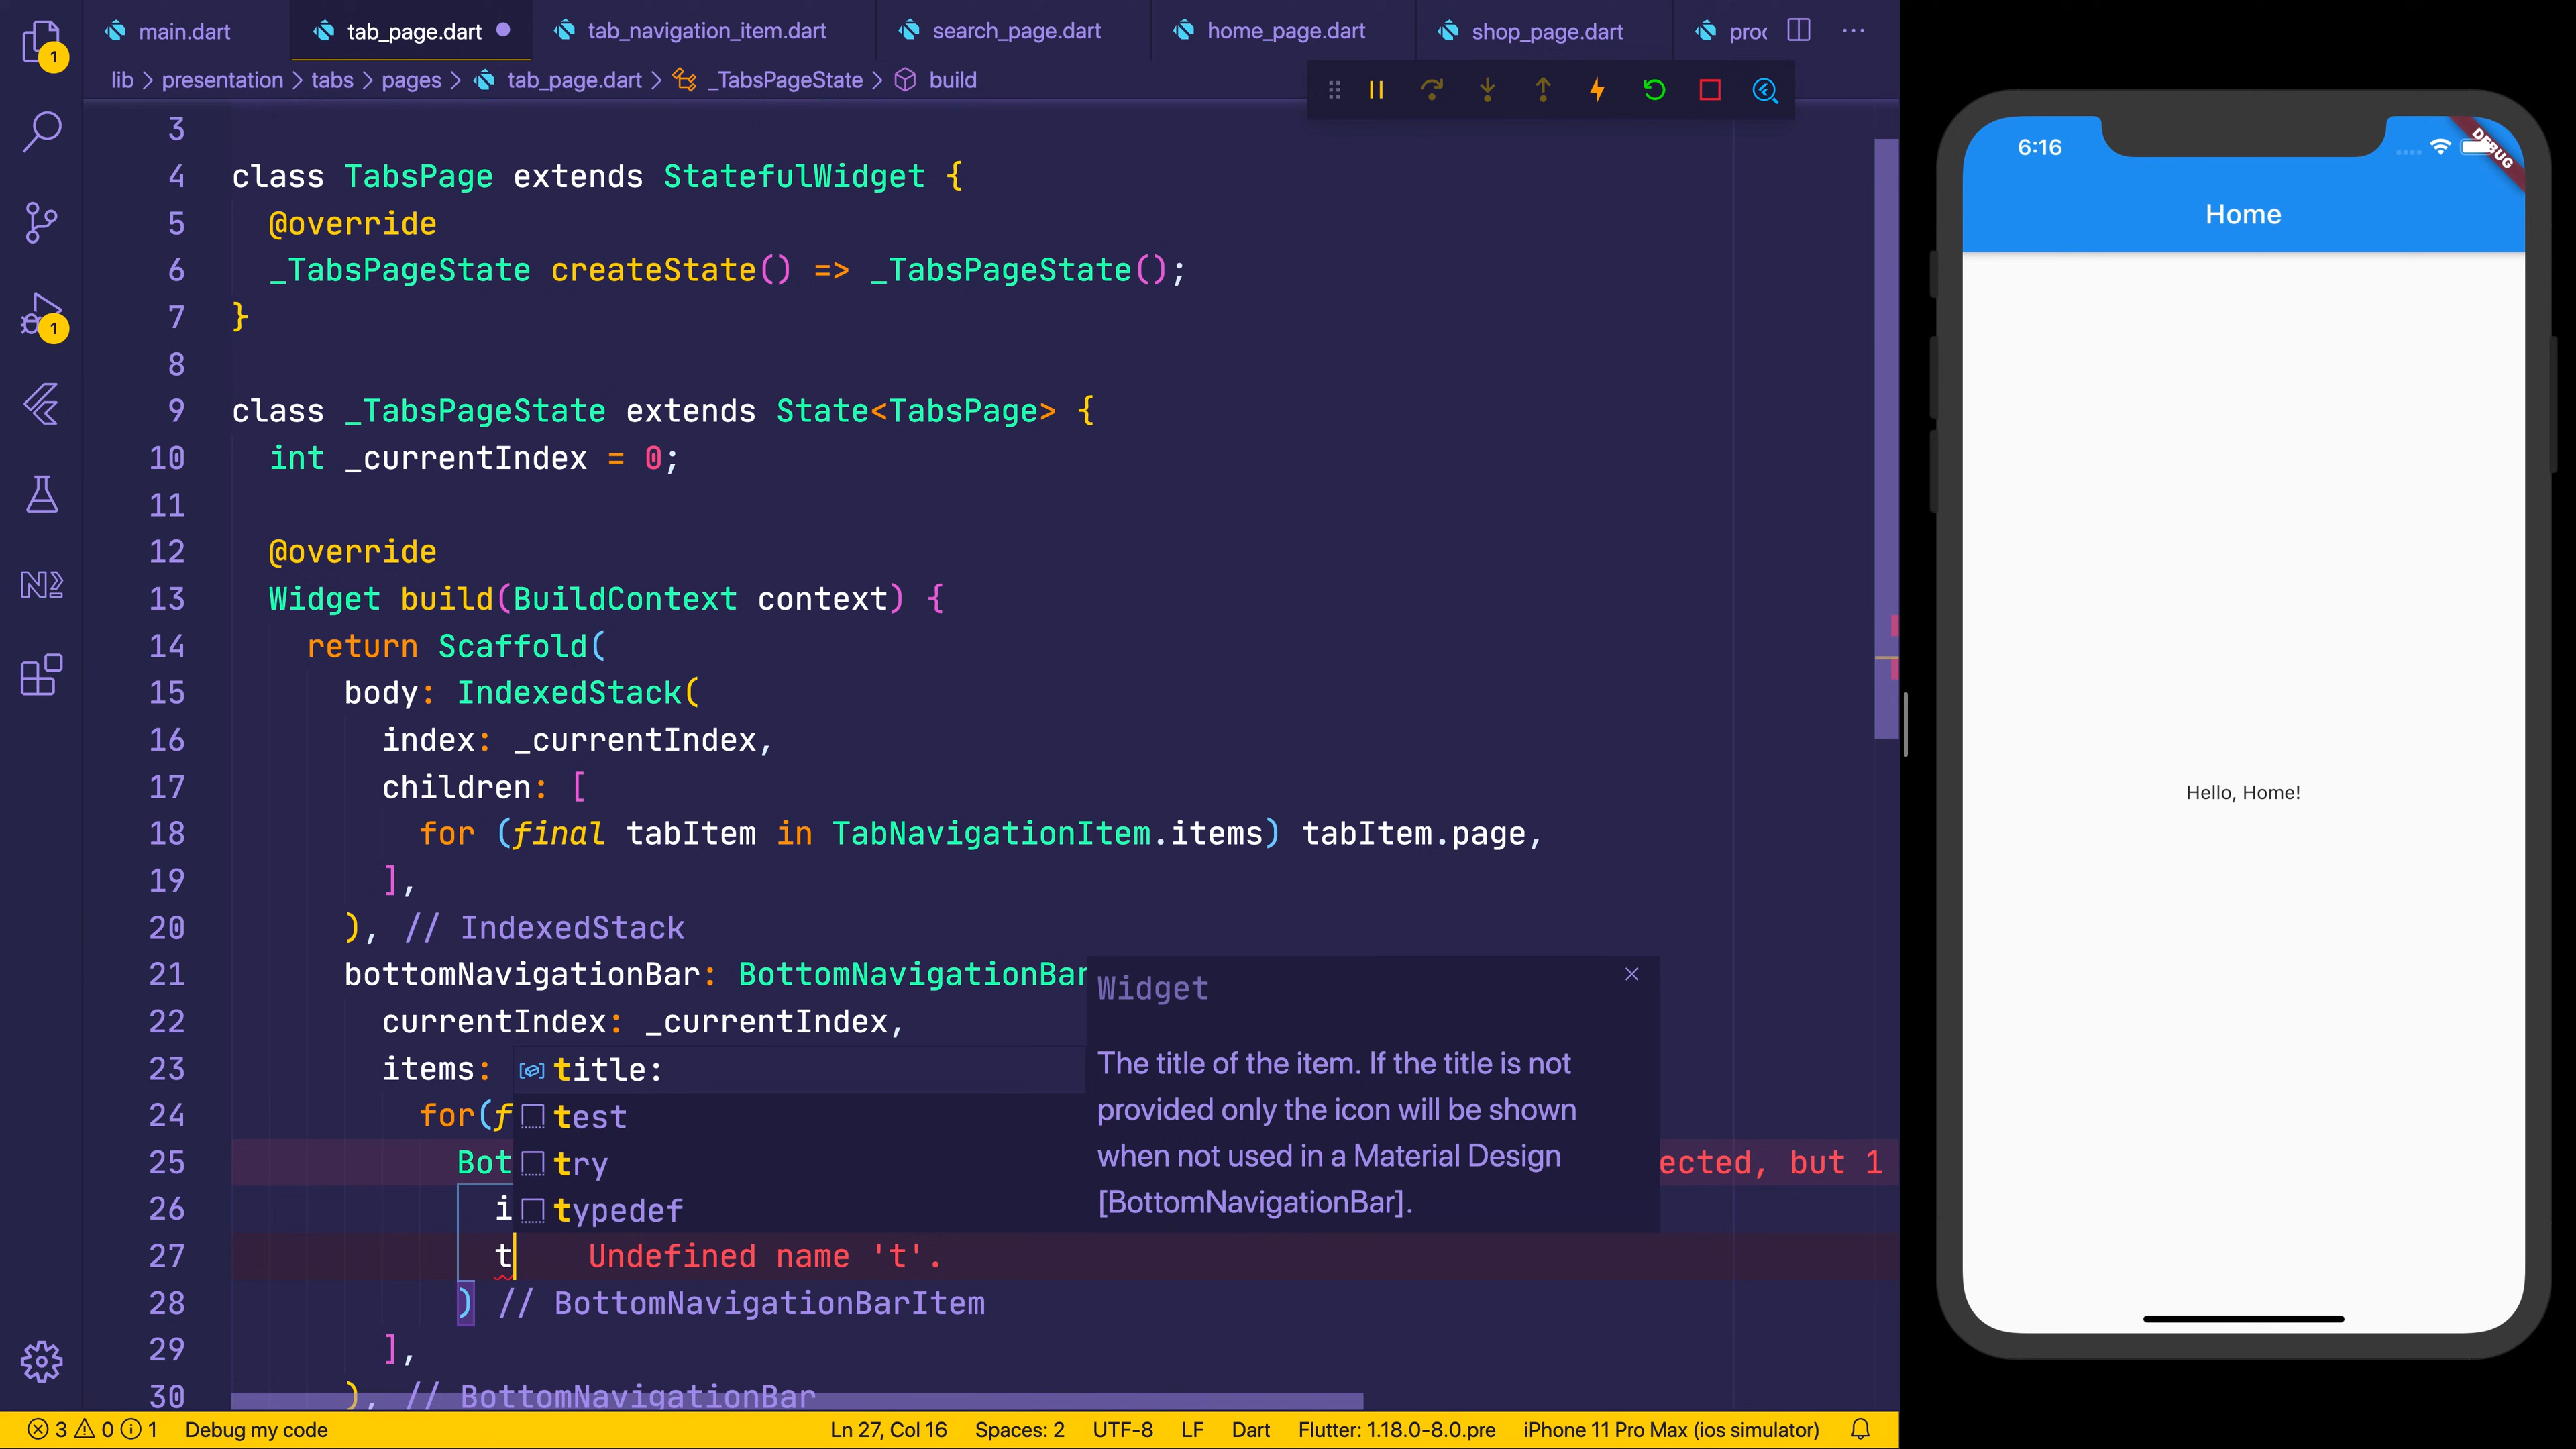 main.dart
tab_page.dart
tab_navigation_item.dart
search_page.dart
home_page.dart
shop_page.dart
proc
lib > presentation > tabs > pages > tab_page.dart > _TabsPageState > build
3
4 class TabsPage extends StatefulWidget {
5 @override
6 _TabsPageState createState() => _TabsPageState();
7 }
8
9 class _TabsPageState extends State<TabsPage> {
10 int _currentIndex = 0;
11
12 @override
13 Widget build(BuildContext context) {
14 return Scaffold(
15 body: IndexedStack(
16 index: _currentIndex,
17 children: [
18 for (final tabItem in TabNavigationItem.items) tabItem.page,
19 ],
20 ), // IndexedStack
21 bottomNavigationBar: BottomNavigationBar
22 currentIndex: _currentIndex,
23 items:
24 for(f
25 Bot ected, but 1
26 i
27 t Undefined name 't'.
28 ) // BottomNavigationBarItem
29 ],
30 ), // BottomNavigationBar
title:
test
try
typedef
Widget
The title of the item. If the title is not
provided only the icon will be shown
when not used in a Material Design
[BottomNavigationBar].
1
1
N
3 0 1 Debug my code Ln 27, Col 16 Spaces: 2 UTF-8 LF Dart Flutter: 1.18.0-8.0.pre iPhone 11 Pro Max (ios simulator)
6:16
DEBUG
Home
Hello, Home!